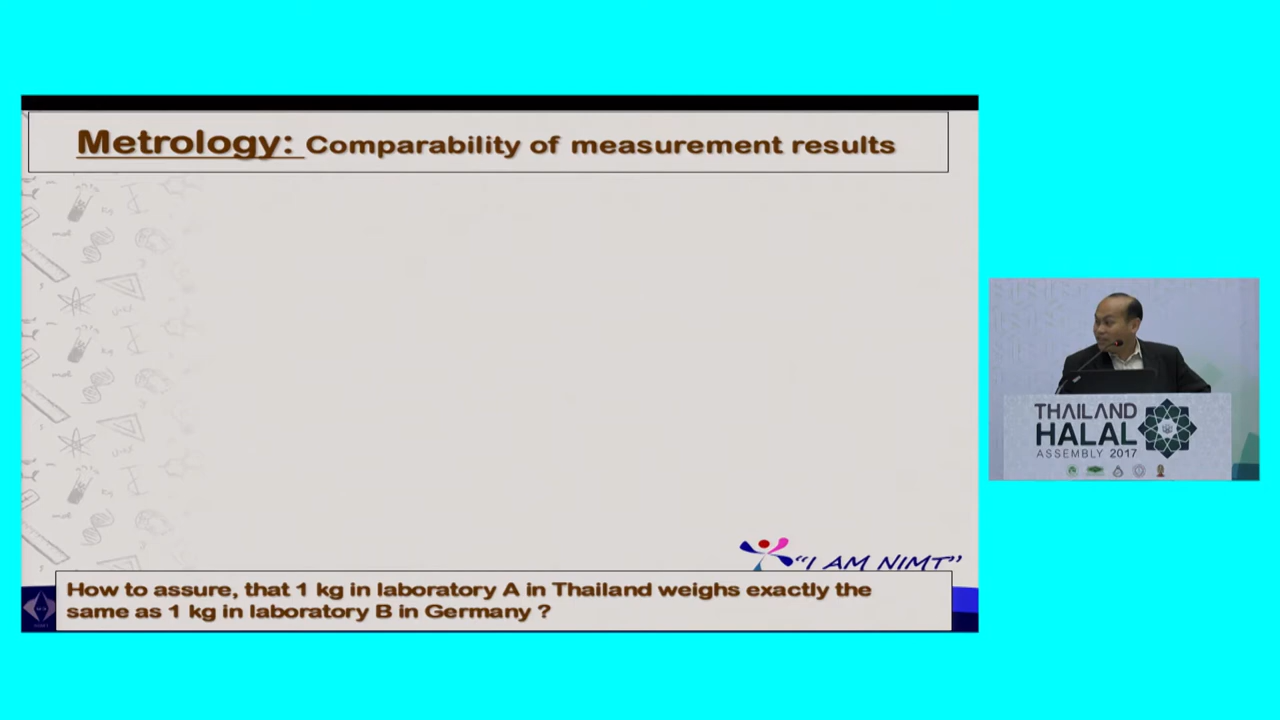 Metrology: Comparability of measurement results
"I AM NIMT"
How to assure, that 1 kg in laboratory A in Thailand weighs exactly the
same as 1 kg in laboratory B in Germany ?
THAILAND
HALAL
ASSEMBLY 2017